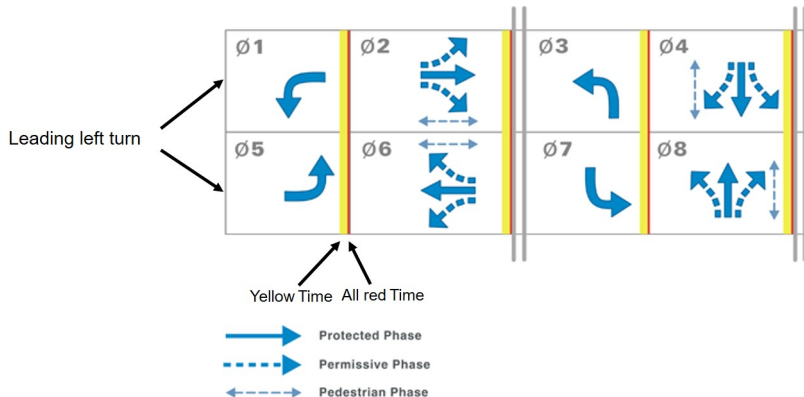 Ø1
Ø2
Ø3
Ø4
Leading left turn
Ø5
Ø6
Ø7
Ø8
Yellow Time
All red Time
Protected Phase
Permissive Phase
Pedestrian Phase